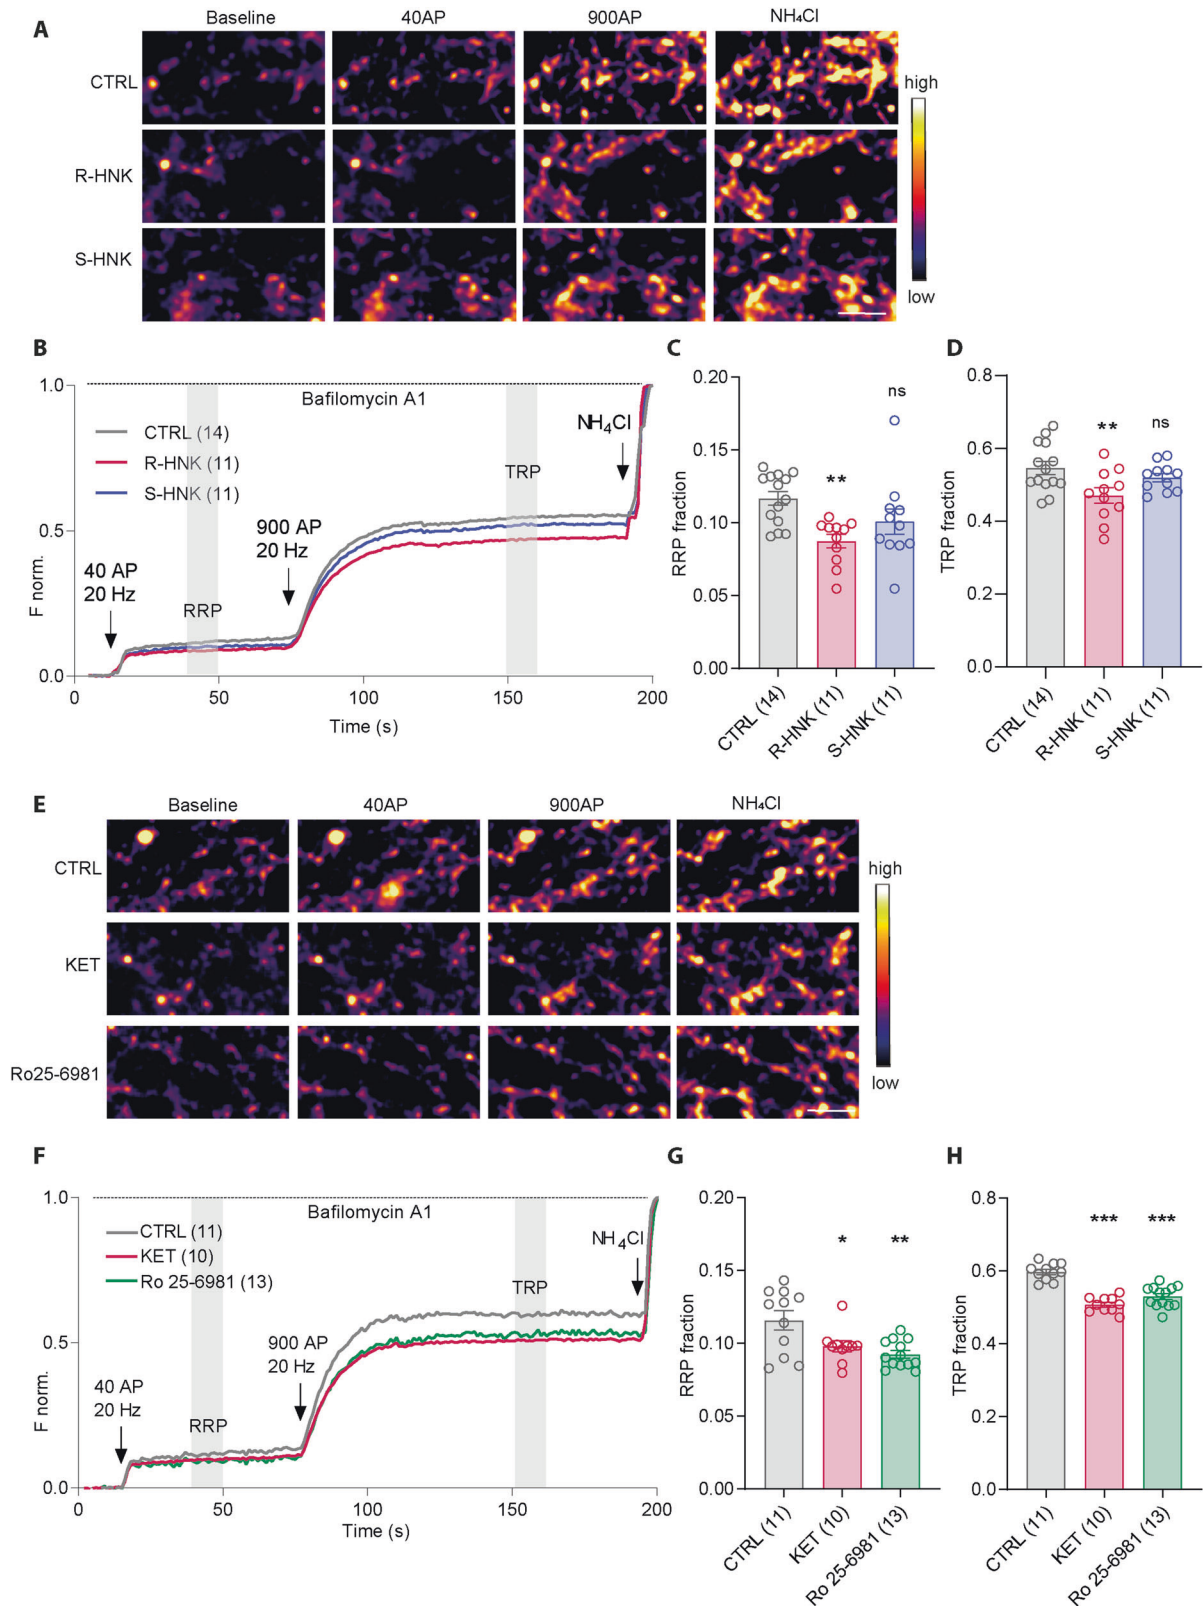 A
Baseline
40AP
900AP
NH₄Cl
CTRL
R-HNK
S-HNK
high
low
B
1.0
0.5
0.0
F norm.
Bafilomycin A1
CTRL (14)
R-HNK (11)
S-HNK (11)
40 AP
20 Hz
RRP
900 AP
20 Hz
TRP
NH₄Cl
0
50
100
150
200
Time (s)
C
0.20
0.15
0.10
0.05
0.00
RRP fraction
**
ns
CTRL (14)
R-HNK (11)
S-HNK (11)
D
0.8
0.6
0.4
0.2
0.0
TRP fraction
**
ns
CTRL (14)
R-HNK (11)
S-HNK (11)
E
Baseline
40AP
900AP
NH₄Cl
CTRL
KET
Ro25-6981
high
low
F
1.0
0.5
0.0
F norm.
Bafilomycin A1
CTRL (11)
KET (10)
Ro 25-6981 (13)
40 AP
20 Hz
RRP
900 AP
20 Hz
TRP
NH₄Cl
0
50
100
150
200
Time (s)
G
0.20
0.15
0.10
0.05
0.00
RRP fraction
*
**
CTRL (11)
KET (10)
Ro 25-6981 (13)
H
0.8
0.6
0.4
0.2
0.0
TRP fraction
***
***
CTRL (11)
KET (10)
Ro 25-6981 (13)